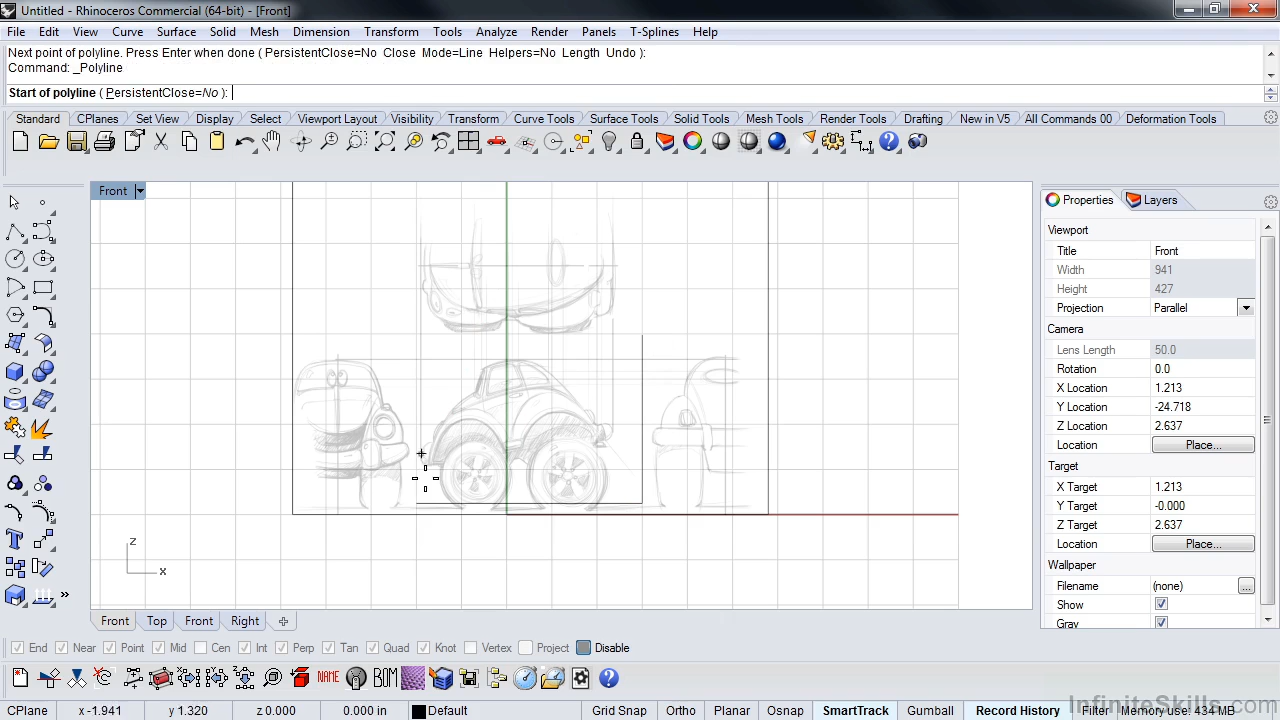 Untitled - Rhinoceros Commercial (64-bit) - [Front]
File Edit View Curve Surface Solid Mesh Dimension Transform Tools Analyze Render Panels T-Splines Help
Next point of polyline. Press Enter when done ( PersistentClose=No Close Mode=Line Helpers=No Length Undo ):
Command: _Polyline
Start of polyline ( PersistentClose=No ):
Standard CPlanes Set View Display Select Viewport Layout Visibility Transform Curve Tools Surface Tools Solid Tools Mesh Tools Render Tools Drafting New in V5 All Commands 00 Deformation Tools
Front
Properties Layers
Viewport
Title Front
Width 941
Height 427
Projection Parallel
Camera
Lens Length 50.0
Rotation 0.0
X Location 1.213
Y Location -24.718
Z Location 2.637
Location Place...
Target
X Target 1.213
Y Target -0.000
Z Target 2.637
Location Place...
Wallpaper
Filename (none) ...
Show
Gray
z
x
Front Top Front Right
End Near Point Mid Cen Int Perp Tan Quad Knot Vertex Project Disable
NAME BOM
CPlane x -1.941 y 1.320 z 0.000 0.000 in Default Grid Snap Ortho Planar Osnap SmartTrack Gumball Record History Filter Memory use: 434 MB
InfiniteSkills.com